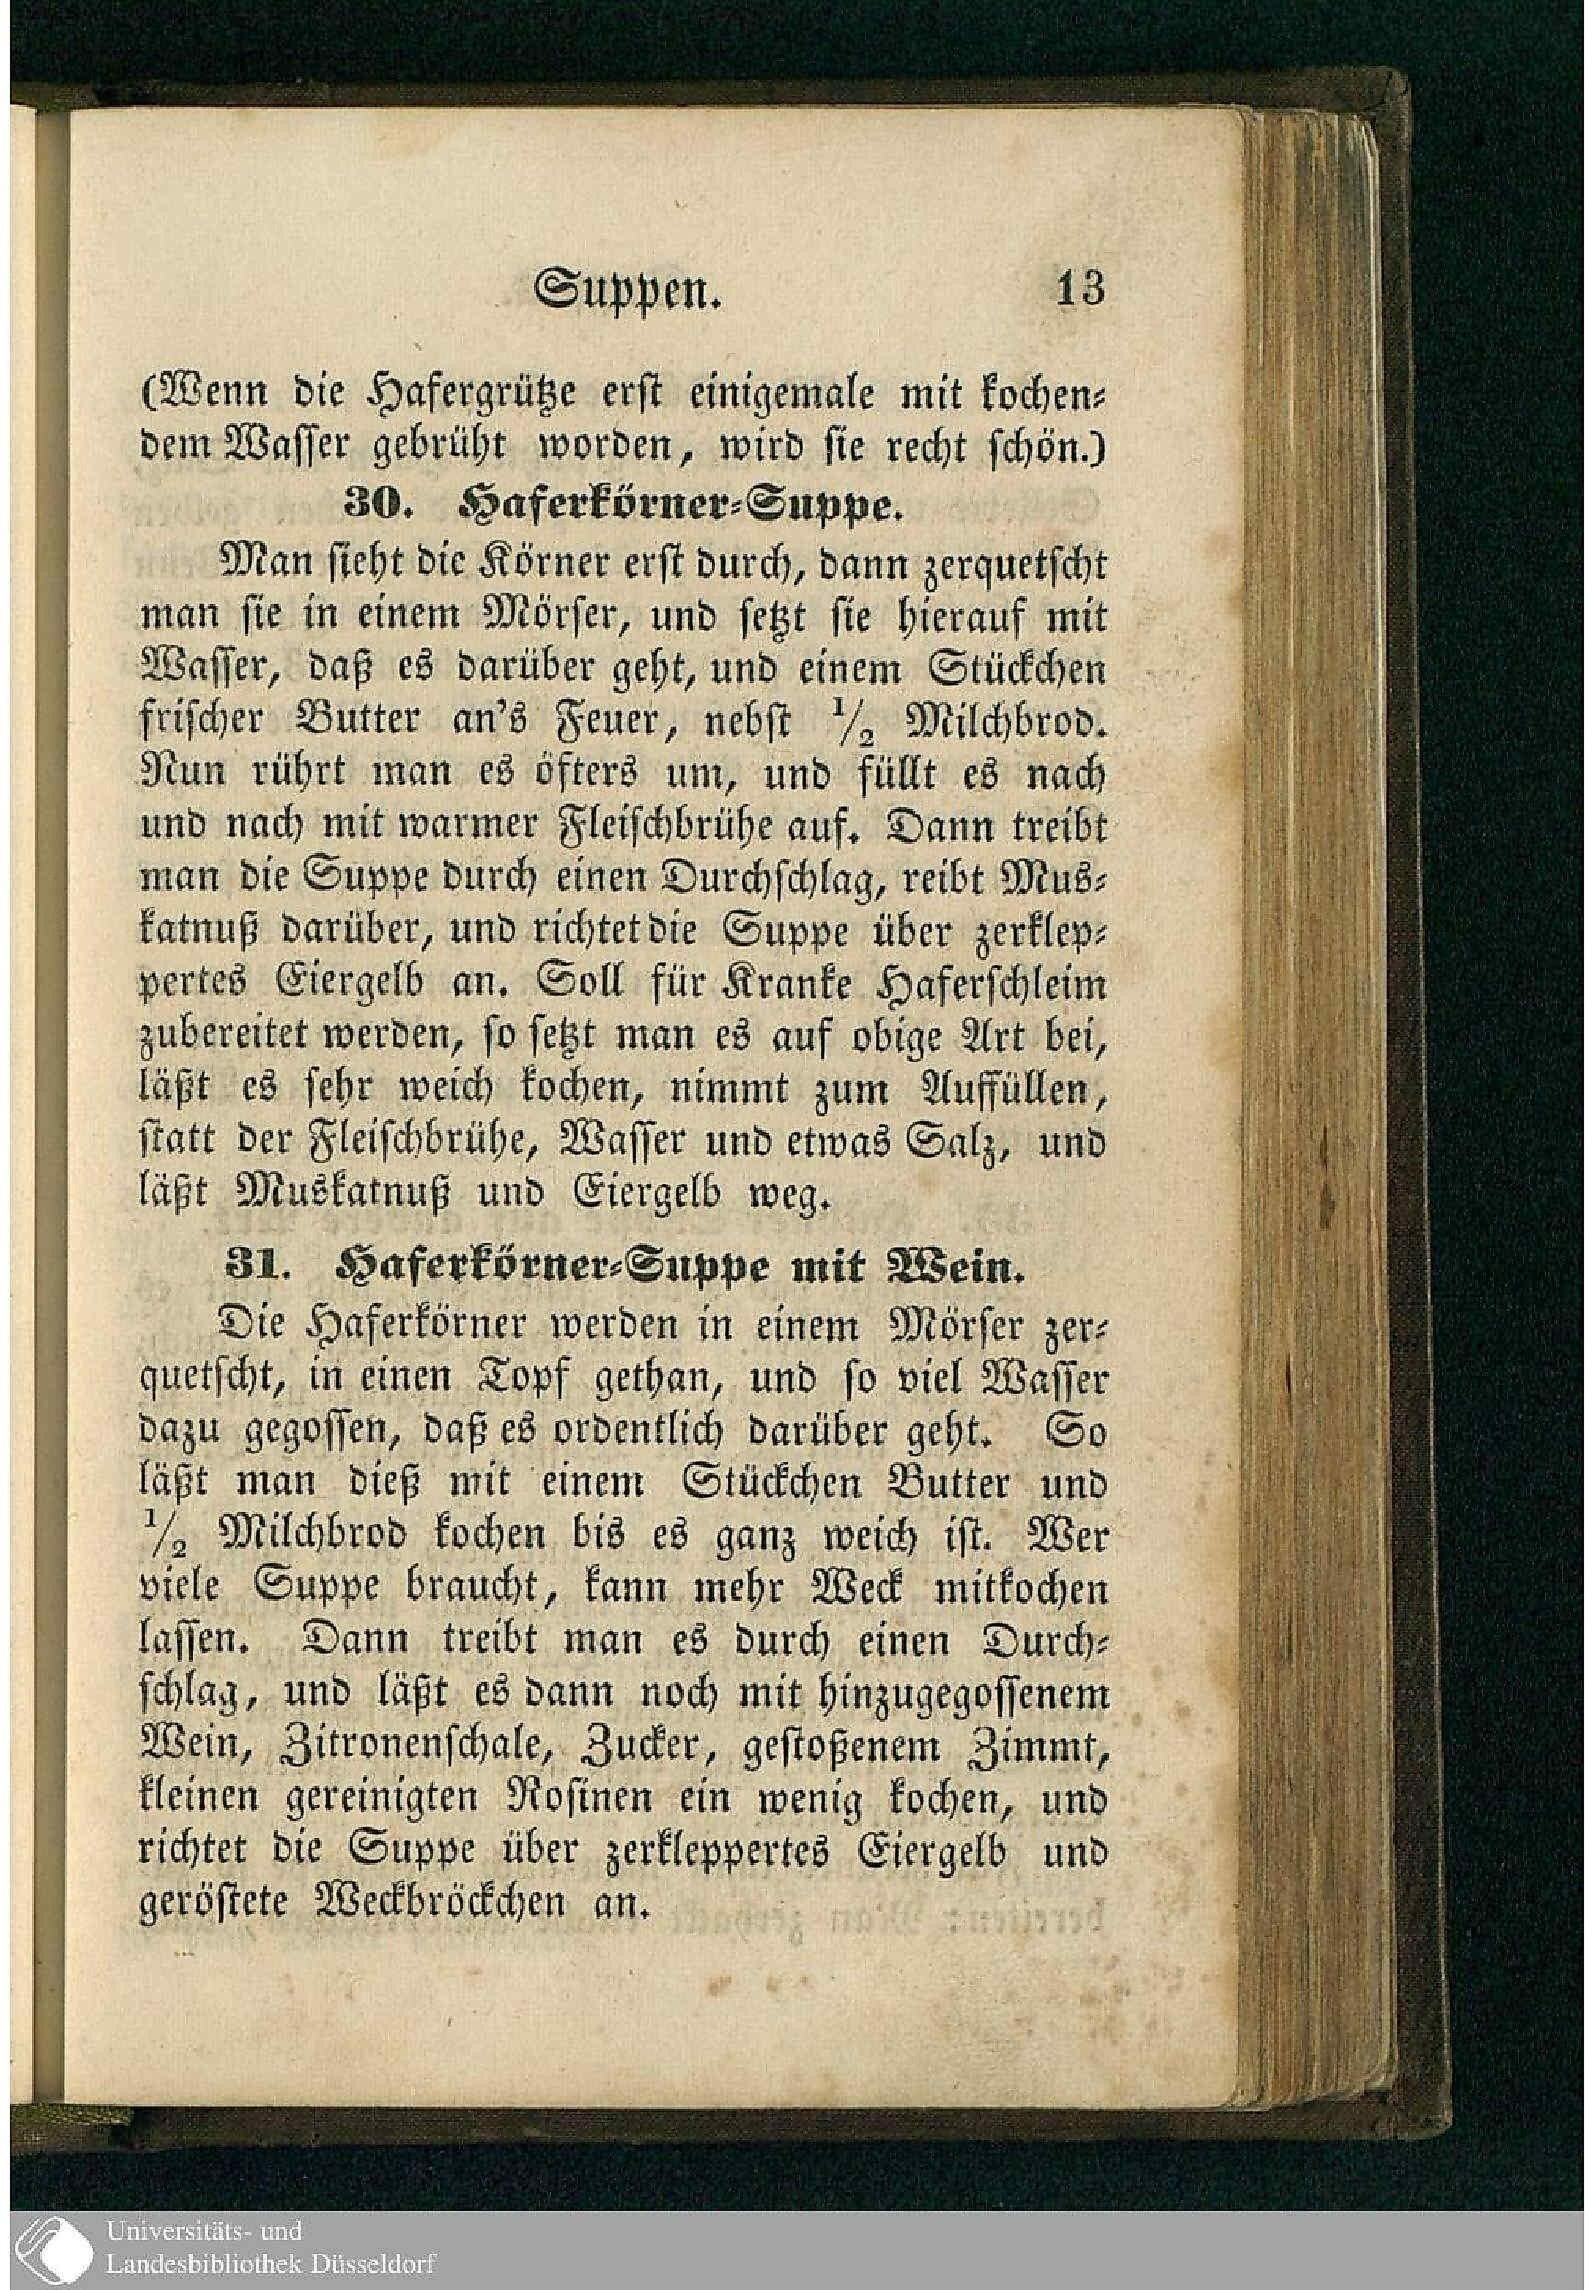 Suppen. 13
(Wenn die Hafergrütze erst einigemale mit kochen-
dem Wasser gebrüht worden, wird sie recht schön.)
30. Haferkörner-Suppe.
Man sieht die Körner erst durch, dann zerquetscht
man sie in einem Mörser, und setzt sie hierauf mit
Wasser, daß es darüber geht, und einem Stückchen
frischer Butter an's Feuer, nebst 1/2 Milchbrod.
Nun rührt man es öfters um, und füllt es nach
und nach mit warmer Fleischbrühe auf. Dann treibt
man die Suppe durch einen Durchschlag, reibt Mus-
katnuß darüber, und richtet die Suppe über zerklep-
pertes Eiergelb an. Soll für Kranke Haferschleim
zubereitet werden, so setzt man es auf obige Art bei,
läßt es sehr weich kochen, nimmt zum Auffüllen,
statt der Fleischbrühe, Wasser und etwas Salz, und
läßt Muskatnuß und Eiergelb weg.
31. Haferkörner-Suppe mit Wein.
Die Haferkörner werden in einem Mörser zer-
quetscht, in einen Topf gethan, und so viel Wasser
dazu gegossen, daß es ordentlich darüber geht. So
läßt man dieß mit einem Stückchen Butter und
1/2 Milchbrod kochen bis es ganz weich ist. Wer
viele Suppe braucht, kann mehr Weck mitkochen
lassen. Dann treibt man es durch einen Durch-
schlag, und läßt es dann noch mit hinzugegossenem
Wein, Zitronenschale, Zucker, gestoßenem Zimmt,
kleinen gereinigten Rosinen ein wenig kochen, und
richtet die Suppe über zerkleppertes Eiergelb und
geröstete Weckbröckchen an.
Universitäts- und
Landesbibliothek Düsseldorf